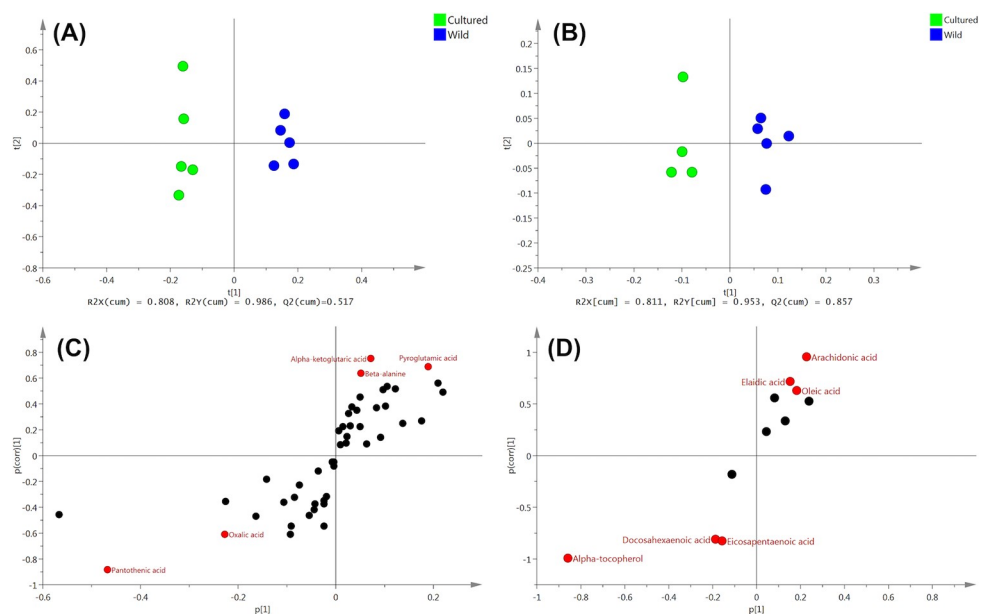 (A)
Cultured
Wild
0.6
0.4
0.2
0
-0.2
-0.4
-0.6
-0.8
t[2]
-0.6
-0.4
-0.2
0
0.2
0.4
t[1]
R2X(cum) = 0.808, R2Y(cum) = 0.986, Q2(cum)=0.517
(B)
Cultured
Wild
0.2
0.15
0.1
0.05
0
-0.05
-0.1
-0.15
-0.2
-0.25
t[2]
-0.4
-0.3
-0.2
-0.1
0
0.1
0.2
0.3
t[1]
R2X[cum] = 0.811, R2Y[cum] = 0.953, Q2(cum) = 0.857
(C)
0.8
0.6
0.4
0.2
0
-0.2
-0.4
-0.6
-0.8
-1
p(corr)[1]
Alpha-ketoglutaric acid
Pyroglutamic acid
Beta-alanine
Oxalic acid
Pantothenic acid
-0.6
-0.4
-0.2
0
0.2
p[1]
(D)
1
0.5
0
-0.5
-1
p(corr)[1]
Arachidonic acid
Elaidic acid
Oleic acid
Docosahexaenoic acid
Eicosapentaenoic acid
Alpha-tocopherol
-1
-0.8
-0.6
-0.4
-0.2
0
0.2
0.4
0.6
0.8
p[1]